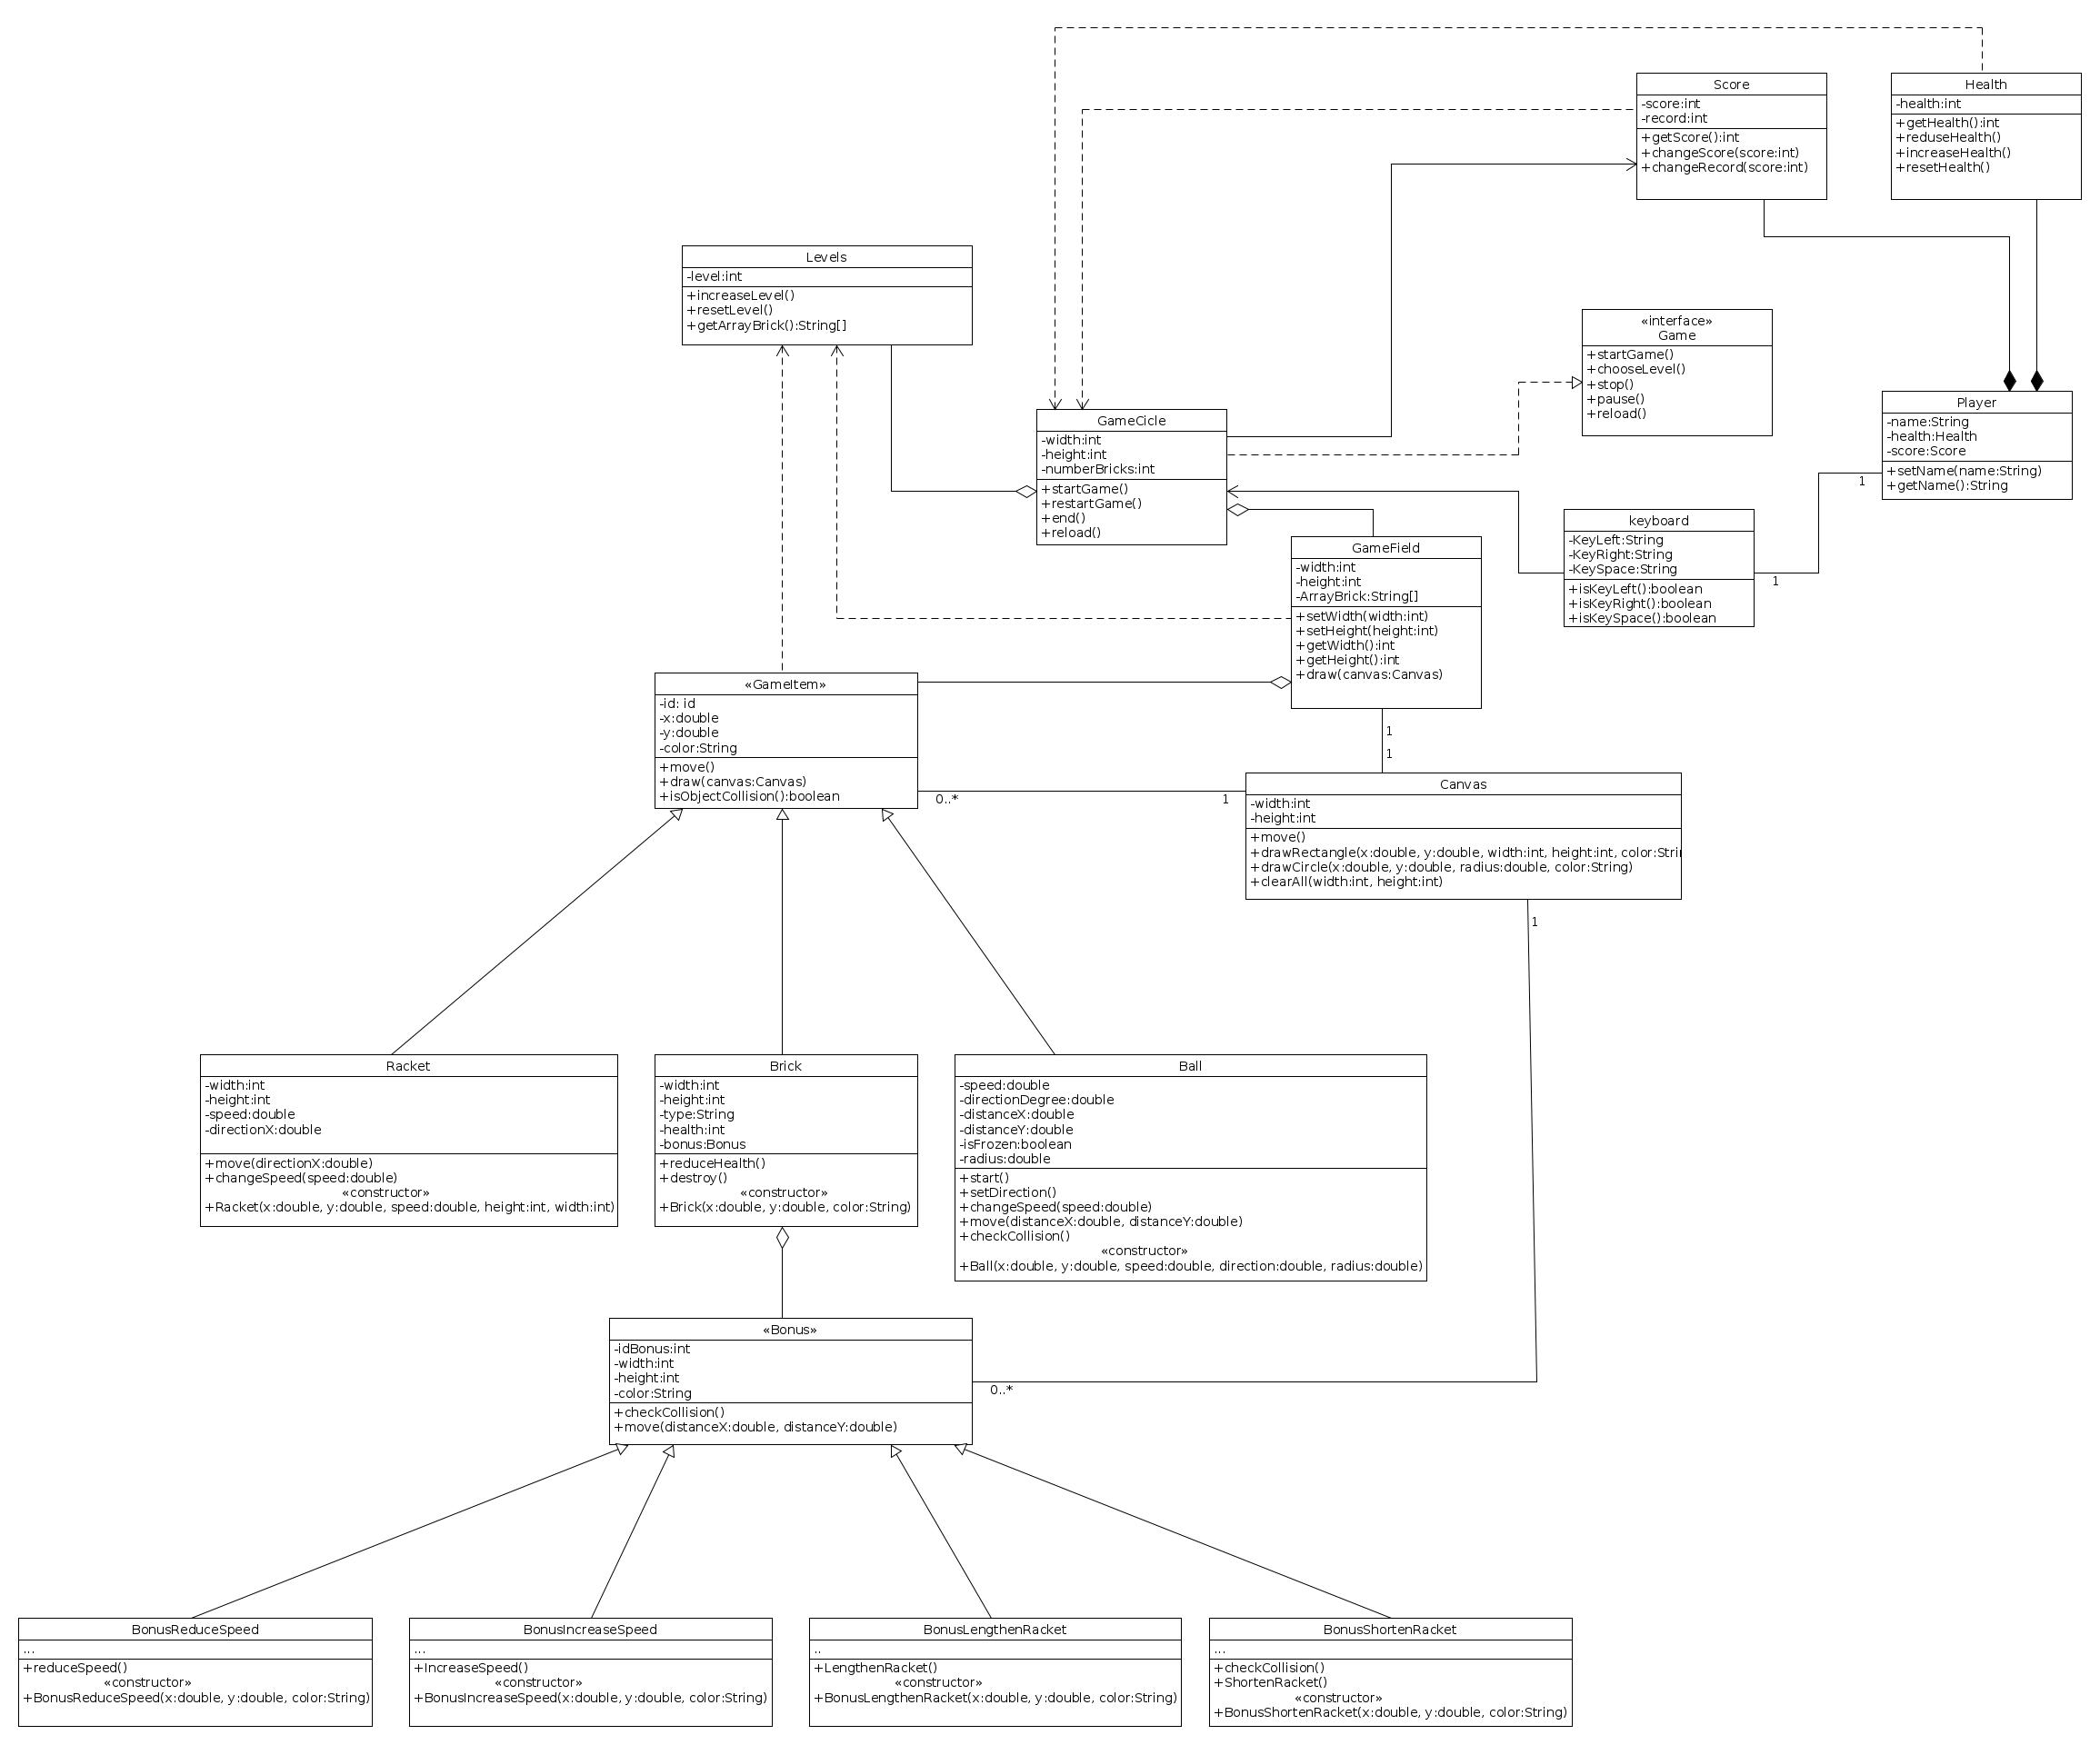 Score
-score:int
-record:int
+getScore():int
+changeScore(score:int)
+changeRecord(score:int)
Health
-health:int
+getHealth():int
+reduseHealth()
+increaseHealth()
+resetHealth()
Levels
-level:int
+increaseLevel()
+resetLevel()
+getArrayBrick():String[]
«interface»
Game
+startGame()
+chooseLevel()
+stop()
+pause()
+reload()
GameCicle
-width:int
-height:int
-numberBricks:int
+startGame()
+restartGame()
+end()
+reload()
Player
-name:String
-health:Health
-score:Score
+setName(name:String)
+getName():String
1
keyboard
-KeyLeft:String
-KeyRight:String
-KeySpace:String
+isKeyLeft():boolean
+isKeyRight():boolean
+isKeySpace():boolean
1
GameField
-width:int
-height:int
-ArrayBrick:String[]
+setWidth(width:int)
+setHeight(height:int)
+getWidth():int
+getHeight():int
+draw(canvas:Canvas)
1
1
«GameItem»
-id: id
-x:double
-y:double
-color:String
+move()
+draw(canvas:Canvas)
+isObjectCollision():boolean
0..*
1
Canvas
-width:int
-height:int
+move()
+drawRectangle(x:double, y:double, width:int, height:int, color:Stri
+drawCircle(x:double, y:double, radius:double, color:String)
+clearAll(width:int, height:int)
1
Racket
-width:int
-height:int
-speed:double
-directionX:double
+move(directionX:double)
+changeSpeed(speed:double)
«constructor»
+Racket(x:double, y:double, speed:double, height:int, width:int)
Brick
-width:int
-height:int
-type:String
-health:int
-bonus:Bonus
+reduceHealth()
+destroy()
«constructor»
+Brick(x:double, y:double, color:String)
Ball
-speed:double
-directionDegree:double
-distanceX:double
-distanceY:double
-isFrozen:boolean
-radius:double
+start()
+setDirection()
+changeSpeed(speed:double)
+move(distanceX:double, distanceY:double)
+checkCollision()
«constructor»
+Ball(x:double, y:double, speed:double, direction:double, radius:double)
«Bonus»
-idBonus:int
-width:int
-height:int
-color:String
+checkCollision()
+move(distanceX:double, distanceY:double)
0..*
BonusReduceSpeed
...
+reduceSpeed()
«constructor»
+BonusReduceSpeed(x:double, y:double, color:String)
BonusIncreaseSpeed
...
+IncreaseSpeed()
«constructor»
+BonusIncreaseSpeed(x:double, y:double, color:String)
BonusLengthenRacket
..
+LengthenRacket()
«constructor»
+BonusLengthenRacket(x:double, y:double, color:String)
BonusShortenRacket
...
+checkCollision()
+ShortenRacket()
«constructor»
+BonusShortenRacket(x:double, y:double, color:String)